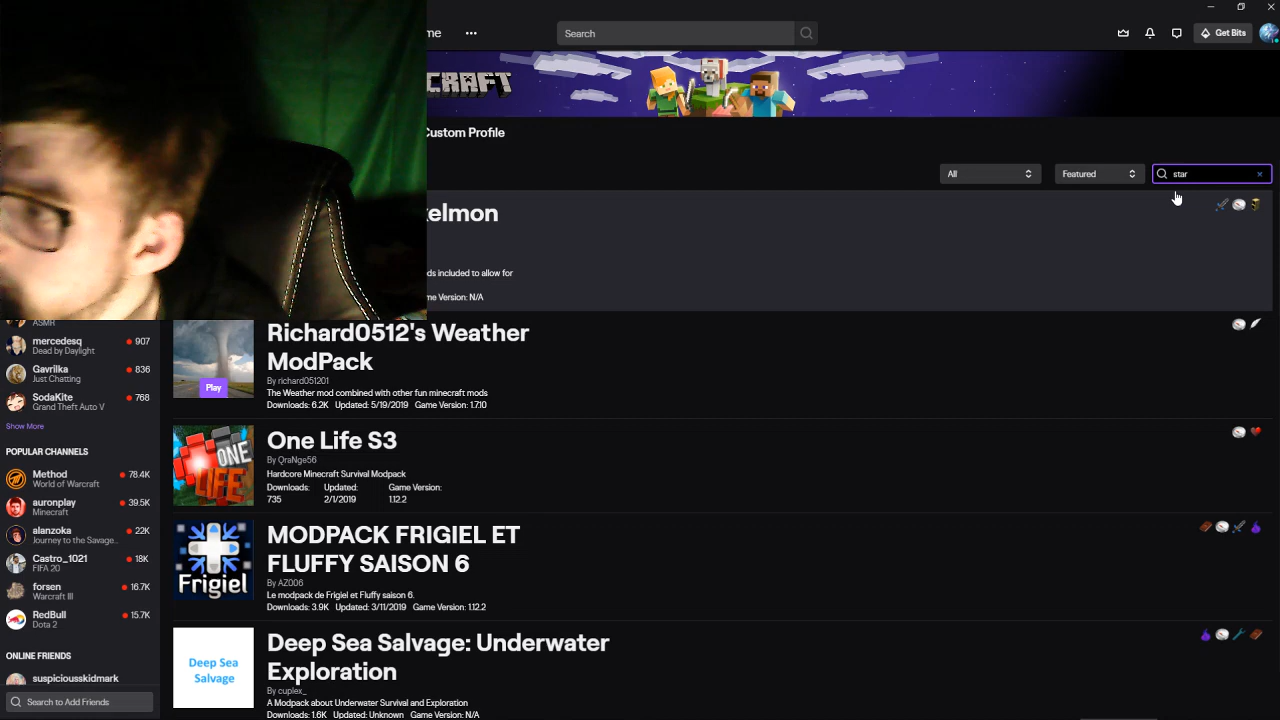 me
Search
Get Bits
CRAFT
Custom Profile
All
Featured
star
kelmon
ds included to allow for
me Version: N/A
ASMR
mercedesq
907
Dead by Daylight
Gavrilka
836
Just Chatting
SodaKite
768
Grand Theft Auto V
Show More
POPULAR CHANNELS
Method
78.4K
World of Warcraft
auronplay
39.5K
Minecraft
alanzoka
22K
Journey to the Savage...
Castro_1021
18K
FIFA 20
forsen
16.7K
Warcraft III
RedBull
15.7K
Dota 2
ONLINE FRIENDS
suspiciousskidmark
Search to Add Friends
Richard0512's Weather
ModPack
Play
By richard051201
The Weather mod combined with other fun minecraft mods
Downloads: 6.2K Updated: 5/19/2019 Game Version: 1.7.10
ONE
LIFE
One Life S3
By QraNge56
Hardcore Minecraft Survival Modpack
Downloads: Updated: Game Version:
735 2/1/2019 1.12.2
Frigiel
MODPACK FRIGIEL ET
FLUFFY SAISON 6
By AZ006
Le modpack de Frigiel et Fluffy saison 6.
Downloads: 3.9K Updated: 3/11/2019 Game Version: 1.12.2
Deep Sea
Salvage
Deep Sea Salvage: Underwater
Exploration
By cuplex_
A Modpack about Underwater Survival and Exploration
Downloads: 1.6K Updated: Unknown Game Version: N/A